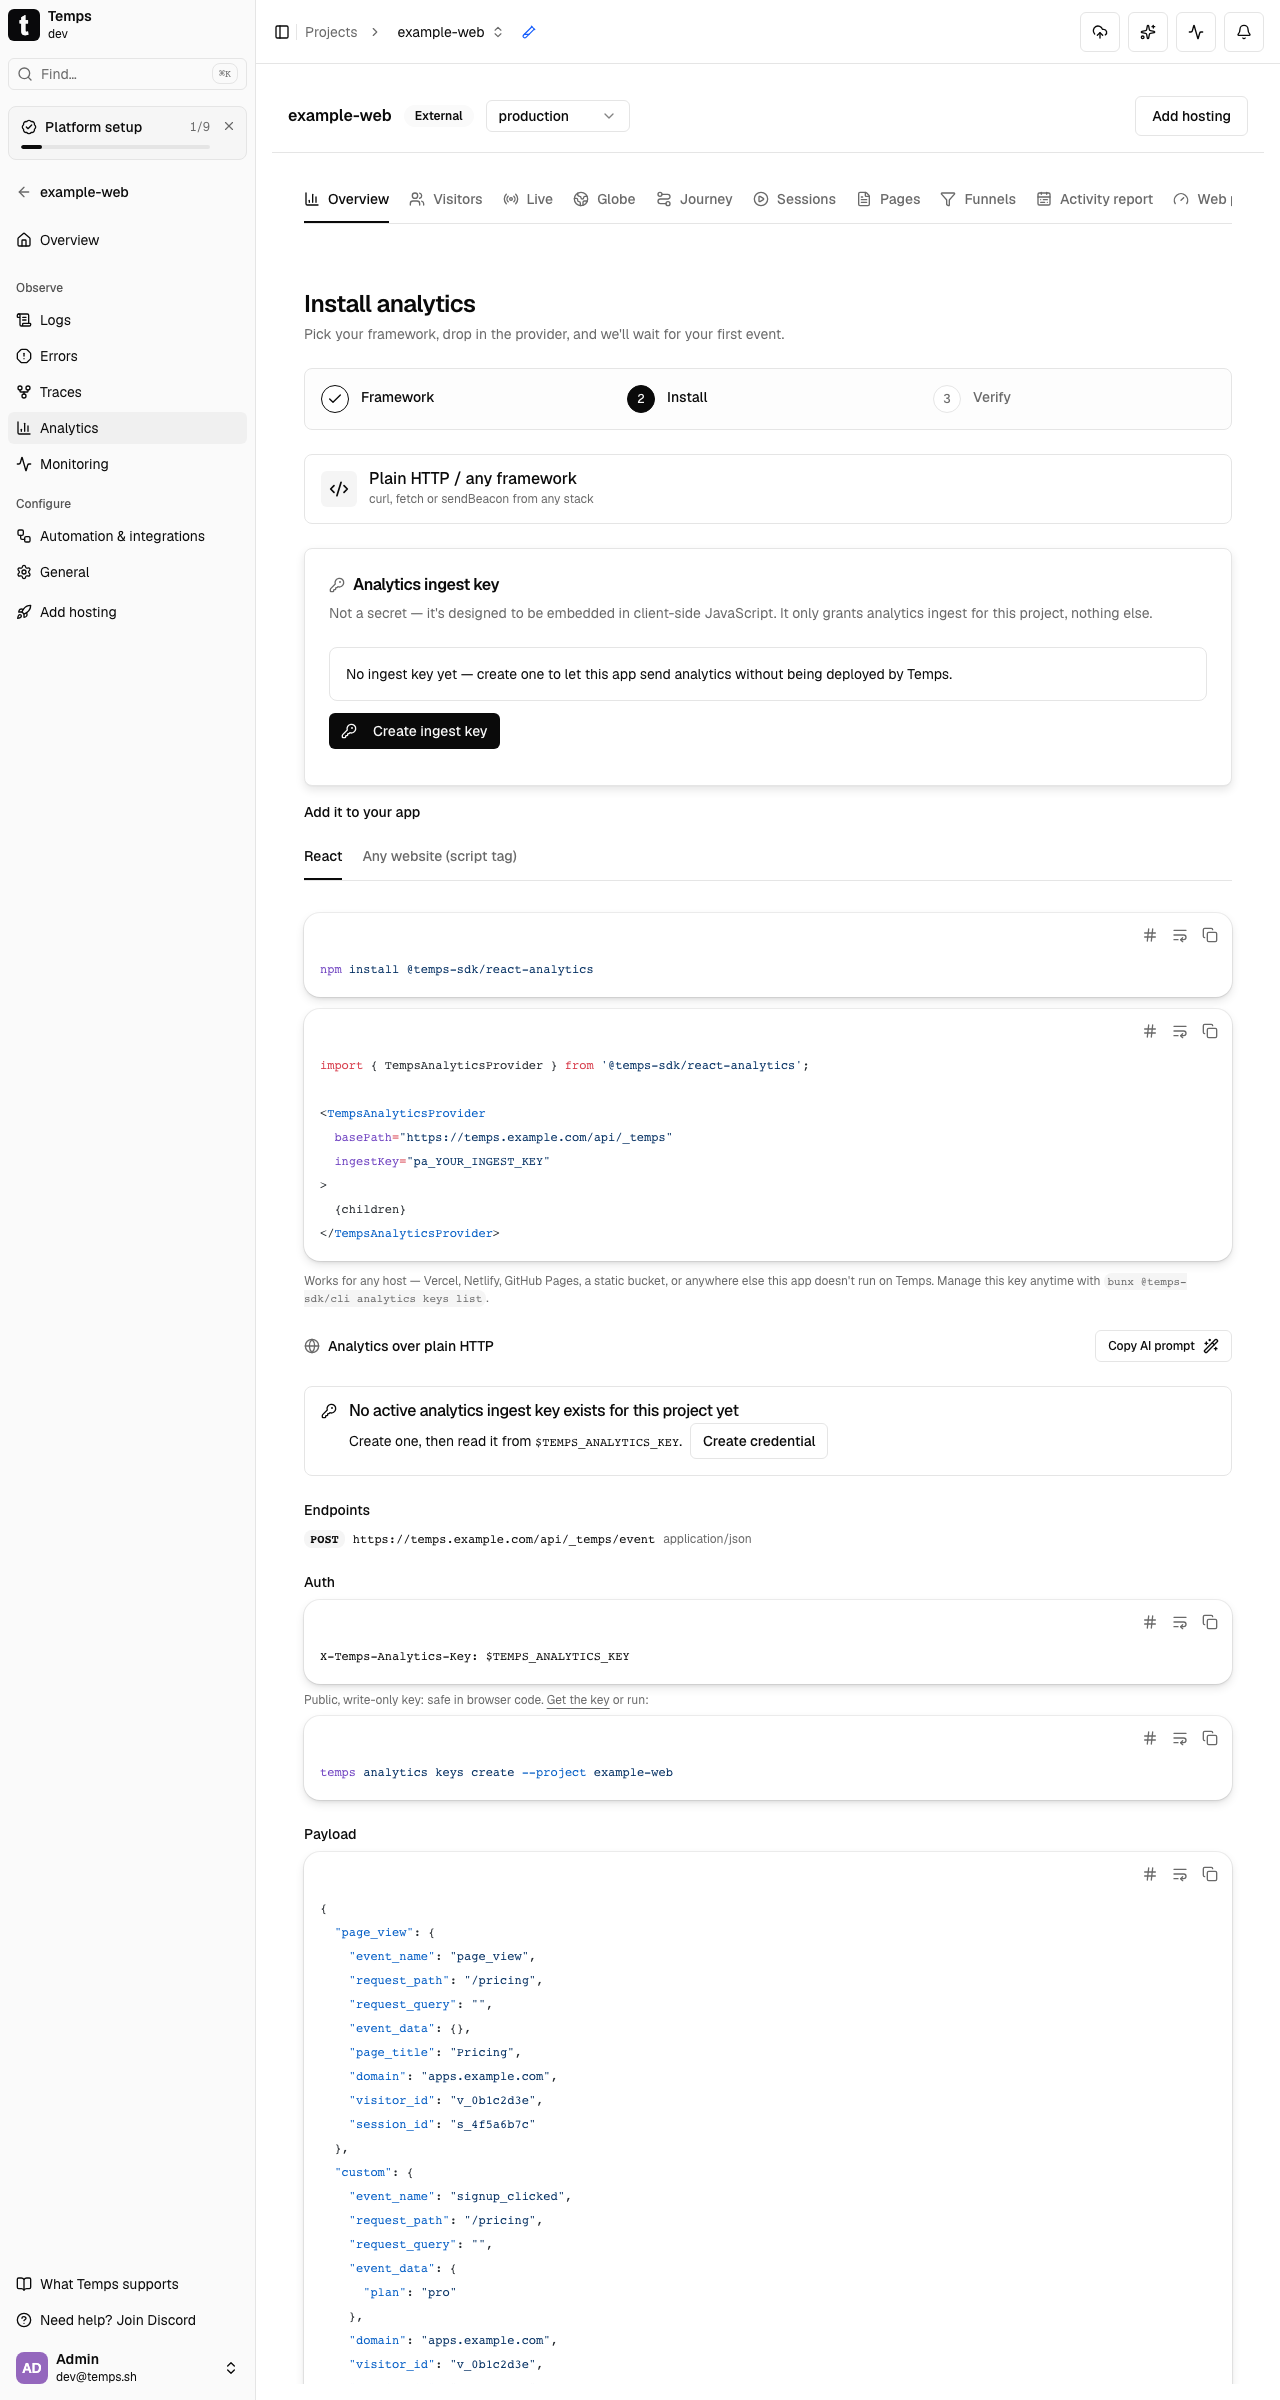 Temps
dev
Find...
⌘K
Platform setup
1/9
example-web
Overview
Observe
Logs
Errors
Traces
Analytics
Monitoring
Configure
Automation & integrations
General
Add hosting
What Temps supports
Need help? Join Discord
AD
Admin
dev@temps.sh
Projects
example-web
example-web
External
production
Add hosting
Overview
Visitors
Live
Globe
Journey
Sessions
Pages
Funnels
Activity report
Web
Install analytics
Pick your framework, drop in the provider, and we'll wait for your first event.
Framework
2
Install
3
Verify
Plain HTTP / any framework
curl, fetch or sendBeacon from any stack
Analytics ingest key
Not a secret — it's designed to be embedded in client-side JavaScript. It only grants analytics ingest for this project, nothing else.
No ingest key yet — create one to let this app send analytics without being deployed by Temps.
Create ingest key
Add it to your app
React
Any website (script tag)
npm install @temps-sdk/react-analytics
import { TempsAnalyticsProvider } from '@temps-sdk/react-analytics';
<TempsAnalyticsProvider
  basePath="https://temps.example.com/api/_temps"
  ingestKey="pa_YOUR_INGEST_KEY"
>
  {children}
</TempsAnalyticsProvider>
Works for any host — Vercel, Netlify, GitHub Pages, a static bucket, or anywhere else this app doesn't run on Temps. Manage this key anytime with bunx @temps-
sdk/cli analytics keys list.
Analytics over plain HTTP
Copy AI prompt
No active analytics ingest key exists for this project yet
Create one, then read it from $TEMPS_ANALYTICS_KEY.
Create credential
Endpoints
POST https://temps.example.com/api/_temps/event application/json
Auth
X-Temps-Analytics-Key: $TEMPS_ANALYTICS_KEY
Public, write-only key: safe in browser code. Get the key or run:
temps analytics keys create --project example-web
Payload
{
  "page_view": {
    "event_name": "page_view",
    "request_path": "/pricing",
    "request_query": "",
    "event_data": {},
    "page_title": "Pricing",
    "domain": "apps.example.com",
    "visitor_id": "v_0b1c2d3e",
    "session_id": "s_4f5a6b7c"
  },
  "custom": {
    "event_name": "signup_clicked",
    "request_path": "/pricing",
    "request_query": "",
    "event_data": {
      "plan": "pro"
    },
    "domain": "apps.example.com",
    "visitor_id": "v_0b1c2d3e",